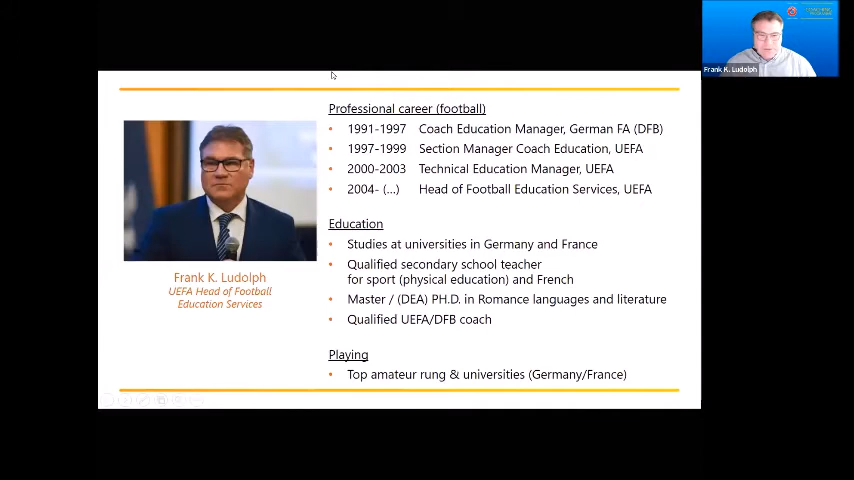 Frank K. Ludolph
Professional career (football)
• 1991-1997 Coach Education Manager, German FA (DFB)
• 1997-1999 Section Manager Coach Education, UEFA
• 2000-2003 Technical Education Manager, UEFA
• 2004- (...) Head of Football Education Services, UEFA
Education
• Studies at universities in Germany and France
• Qualified secondary school teacher
for sport (physical education) and French
• Master / (DEA) PH.D. in Romance languages and literature
• Qualified UEFA/DFB coach
Playing
• Top amateur rung & universities (Germany/France)
Frank K. Ludolph
UEFA Head of Football
Education Services